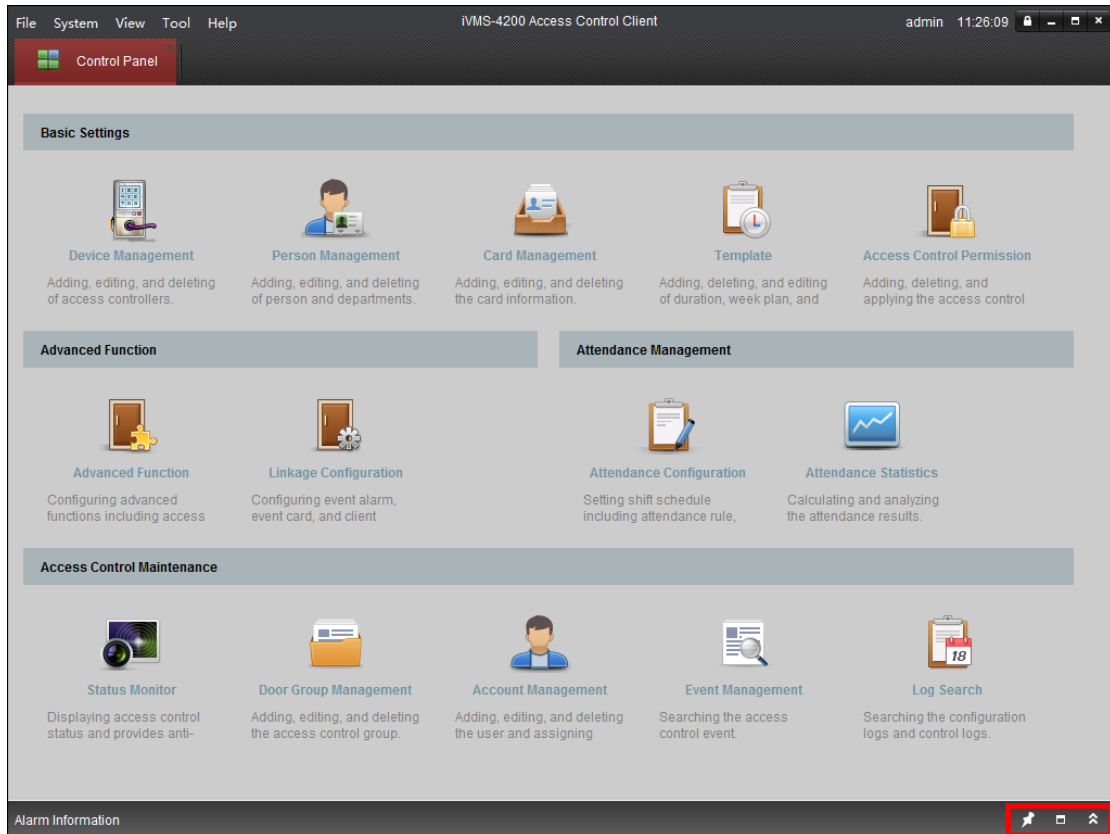 File System View Tool Help iVMS-4200 Access Control Client admin 11:26:09
Control Panel
Basic Settings
Device Management Person Management Card Management Template Access Control Permission
Adding, editing, and deleting Adding, editing, and deleting Adding, editing, and deleting Adding, deleting, and editing Adding, deleting, and
of access controllers. of person and departments. the card information. of duration, week plan, and applying the access control
Advanced Function Attendance Management
Advanced Function Linkage Configuration Attendance Configuration Attendance Statistics
Configuring advanced Configuring event alarm, Setting shift schedule Calculating and analyzing
functions including access event card, and client including attendance rule, the attendance results.
Access Control Maintenance
18
Status Monitor Door Group Management Account Management Event Management Log Search
Displaying access control Adding, editing, and deleting Adding, editing, and deleting Searching the access Searching the configuration
status and provides anti- the access control group. the user and assigning control event. logs and control logs.
Alarm Information